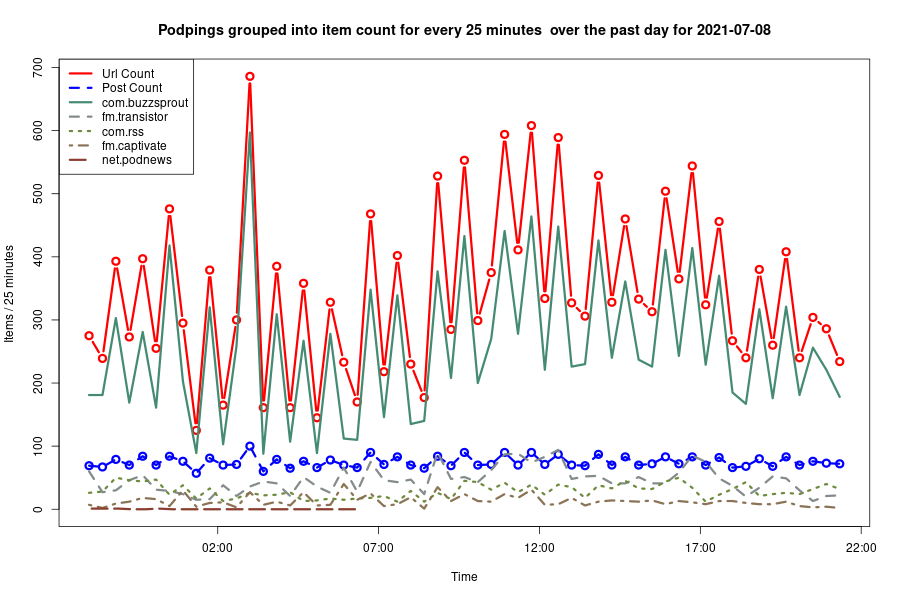 Podpings grouped into item count for every 25 minutes  over the past day for 2021-07-08
Url Count
Post Count
com.buzzsprout
fm.transistor
com.rss
fm.captivate
net.podnews
Items / 25 minutes
700
600
500
400
300
200
100
0
02:00
07:00
12:00
17:00
22:00
Time